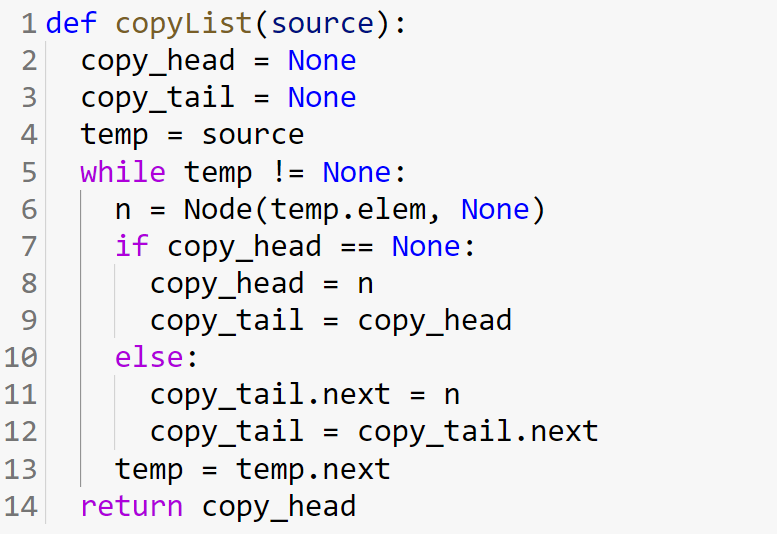 1 def copyList(source):
2   copy_head = None
3   copy_tail = None
4   temp = source
5   while temp != None:
6     n = Node(temp.elem, None)
7     if copy_head == None:
8       copy_head = n
9       copy_tail = copy_head
10     else:
11       copy_tail.next = n
12       copy_tail = copy_tail.next
13     temp = temp.next
14   return copy_head